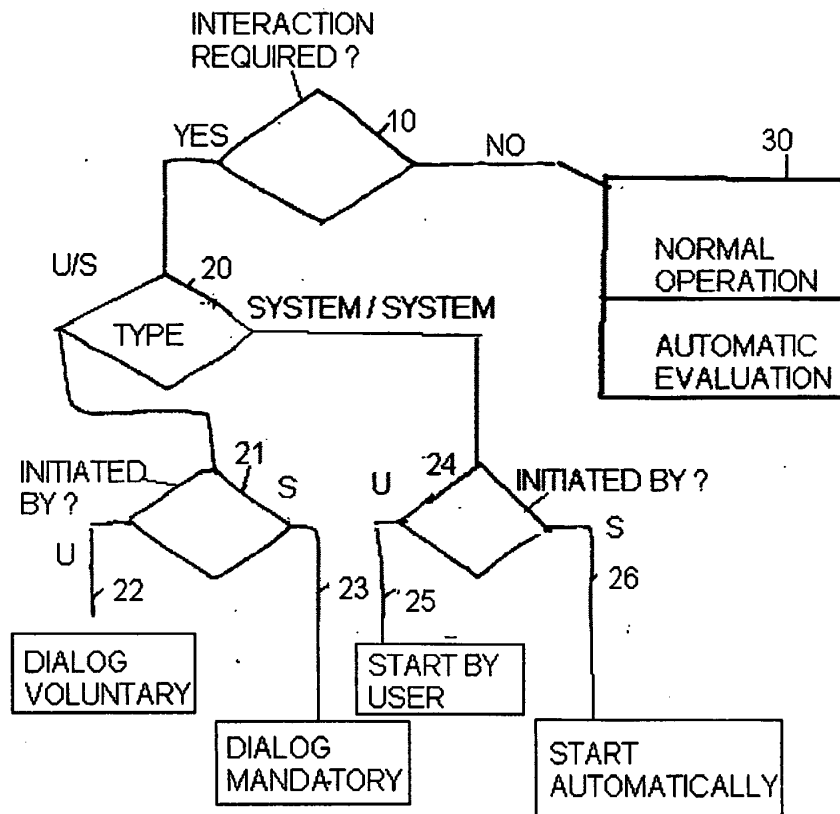 INTERACTION
REQUIRED ?
10
YES
NO
30
NORMAL
OPERATION
AUTOMATIC
EVALUATION
U/S
20
TYPE
SYSTEM / SYSTEM
INITIATED
BY ?
21
S
U
24
INITIATED BY ?
S
U
22
23
25
26
DIALOG
VOLUNTARY
START BY
USER
DIALOG
MANDATORY
START
AUTOMATICALLY